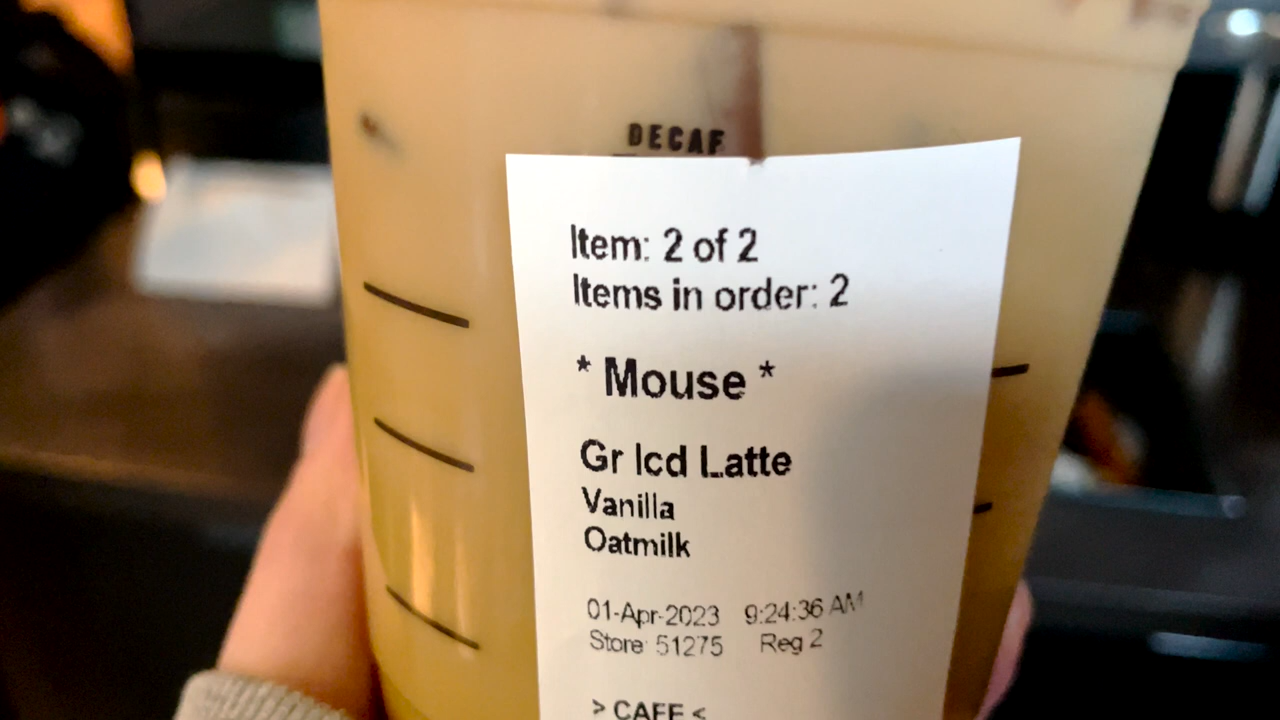 DECAF
Item: 2 of 2
Items in order: 2
* Mouse *
Gr Icd Latte
Vanilla
Oatmilk
01-Apr-2023 9:24:36 AM
Store: 51275 Reg 2
> CAFE <